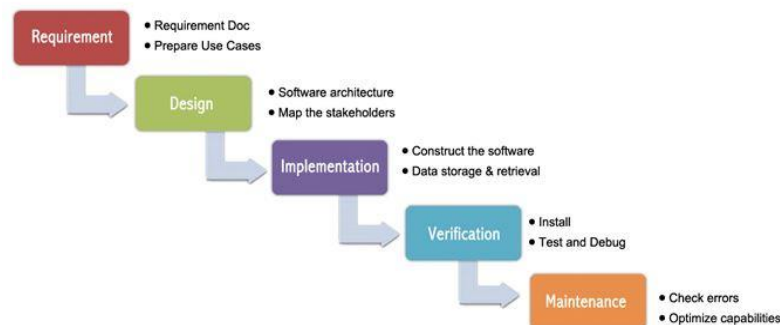 Requirement
• Requirement Doc
• Prepare Use Cases
Design
• Software architecture
• Map the stakeholders
Implementation
• Construct the software
• Data storage & retrieval
Verification
• Install
• Test and Debug
Maintenance
• Check errors
• Optimize capabilities